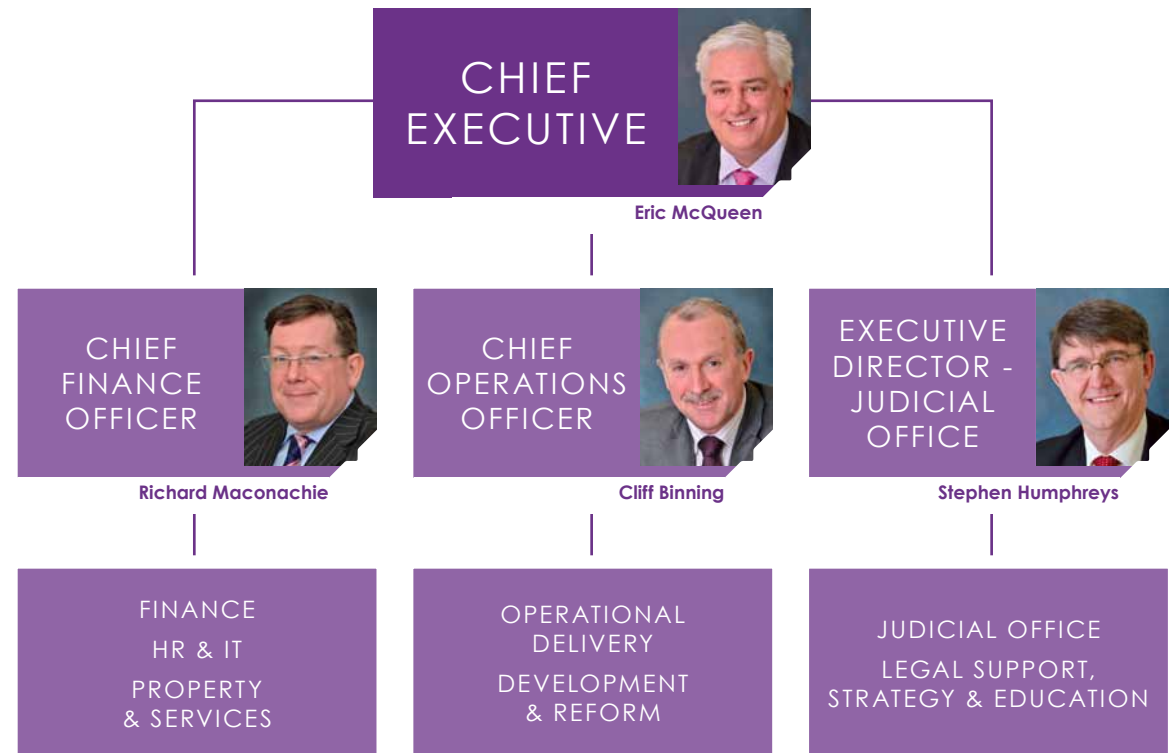 CHIEF
EXECUTIVE
Eric McQueen
CHIEF
FINANCE
OFFICER
Richard Maconachie
CHIEF
OPERATIONS
OFFICER
Cliff Binning
EXECUTIVE
DIRECTOR -
JUDICIAL
OFFICE
Stephen Humphreys
FINANCE
HR & IT
PROPERTY
& SERVICES
OPERATIONAL
DELIVERY
DEVELOPMENT
& REFORM
JUDICIAL OFFICE
LEGAL SUPPORT,
STRATEGY & EDUCATION